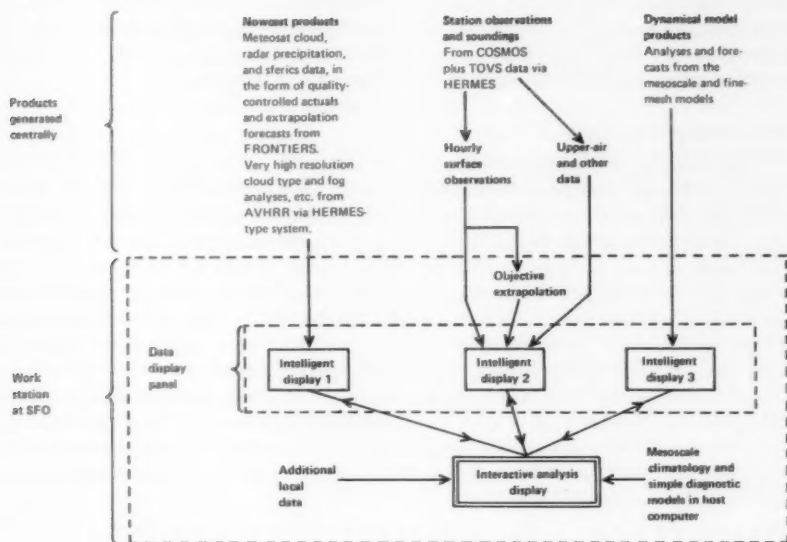 Products
generated
centrally
Nowcast products
Meteosat cloud,
radar precipitation,
and sferics data, in
the form of quality-
controlled actuals
and extrapolation
forecasts from
FRONTIERS.
Very high resolution
cloud type and fog
analyses, etc. from
AVHRR via HERMES-
type system.
Station observations
and soundings
From COSMOS
plus TOVS data via
HERMES
Hourly
surface
observations
Upper-air
and other
data
Dynamical model
products
Analyses and fore-
casts from the
mesoscale and fine-
mesh models
Objective
extrapolation
Work
station
at SFO
Data
display
panel
Intelligent
display 1
Intelligent
display 2
Intelligent
display 3
Additional
local
data
Interactive analysis
display
Mesoscale
climatology and
simple diagnostic
models in host
computer